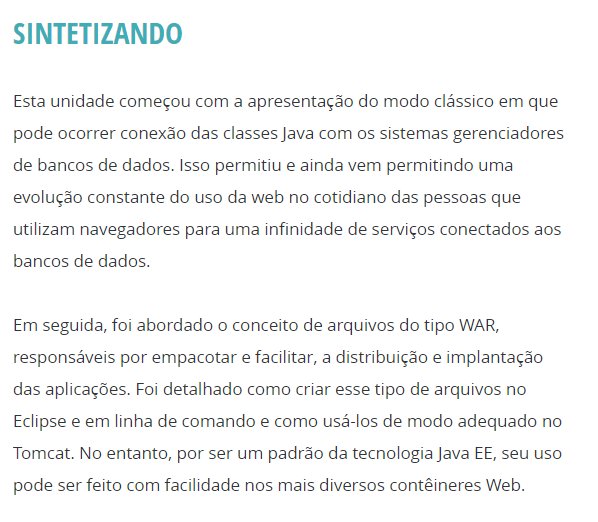 SINTETIZANDO
Esta unidade começou com a apresentação do modo clássico em que
pode ocorrer conexão das classes Java com os sistemas gerenciadores
de bancos de dados. Isso permitiu e ainda vem permitindo uma
evolução constante do uso da web no cotidiano das pessoas que
utilizam navegadores para uma infinidade de serviços conectados aos
bancos de dados.
Em seguida, foi abordado o conceito de arquivos do tipo WAR,
responsáveis por empacotar e facilitar, a distribuição e implantação
das aplicações. Foi detalhado como criar esse tipo de arquivos no
Eclipse e em linha de comando e como usá-los de modo adequado no
Tomcat. No entanto, por ser um padrão da tecnologia Java EE, seu uso
pode ser feito com facilidade nos mais diversos contêineres Web.